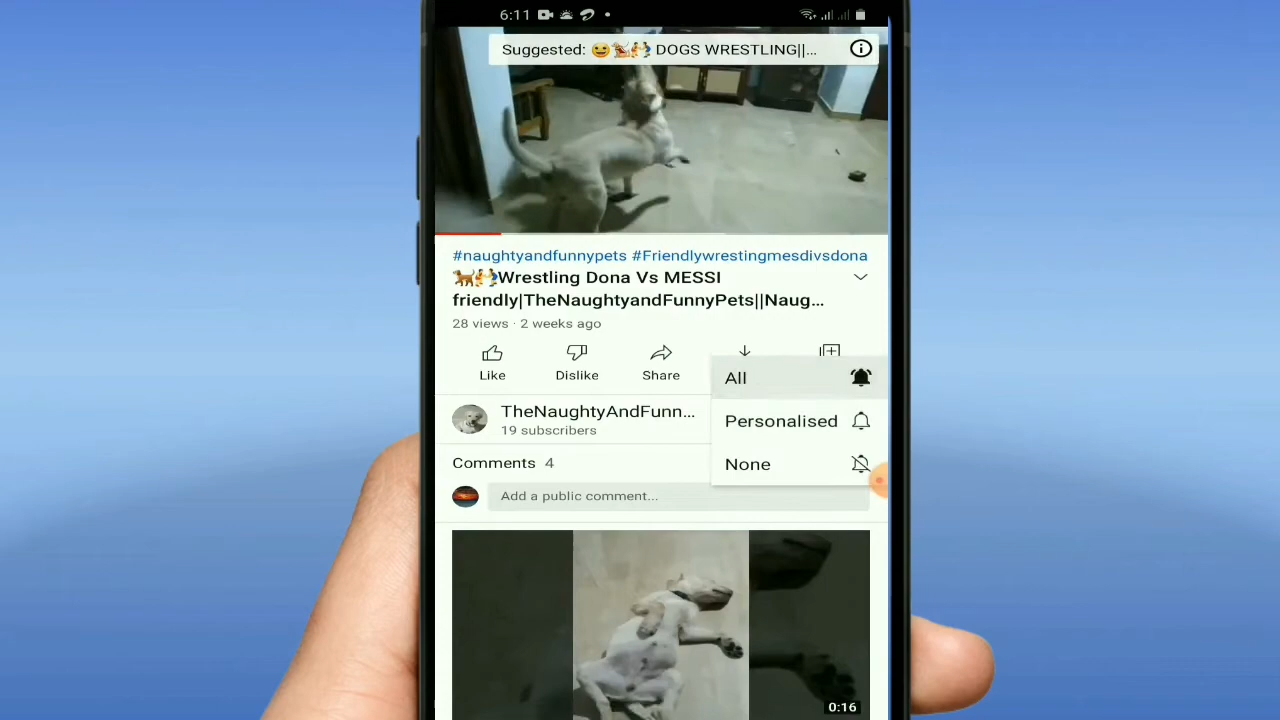 6:11
Suggested: 😆🐕🤼 DOGS WRESTLING||...
#naughtyandfunnypets #Friendlywrestingmesdivsdona
🐕🤼Wrestling Dona Vs MESSI
friendly|TheNaughtyandFunnyPets||Naug...
28 views · 2 weeks ago
Like
Dislike
Share
All
TheNaughtyAndFunn...
19 subscribers
Personalised
None
Comments 4
Add a public comment...
0:16